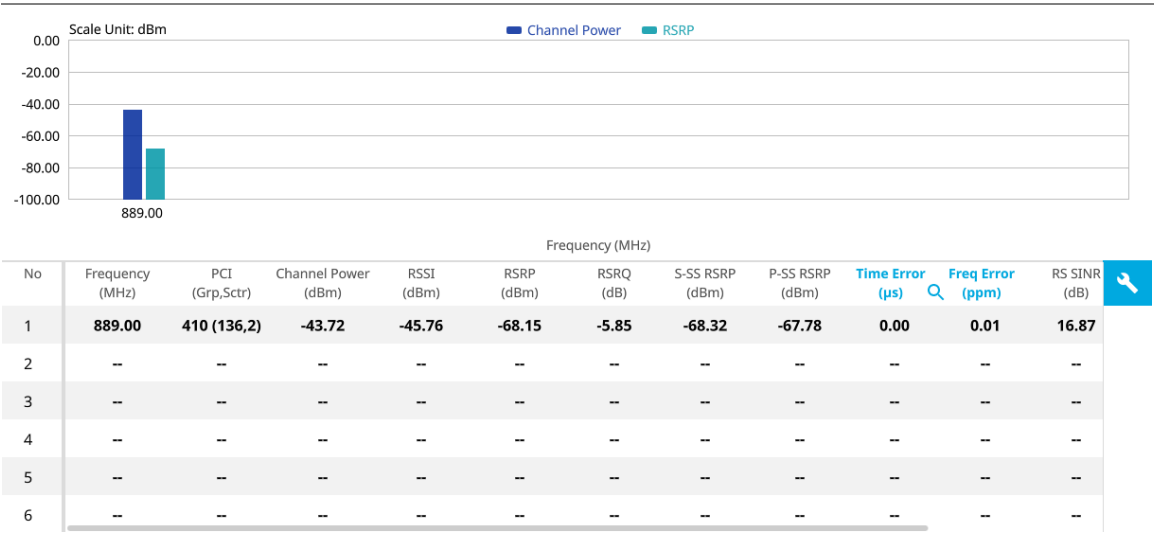 Scale Unit: dBm
Channel Power RSRP
0.00
-20.00
-40.00
-60.00
-80.00
-100.00
889.00
Frequency (MHz)
No Frequency (MHz) PCI (Grp,Sctr) Channel Power (dBm) RSSI (dBm) RSRP (dBm) RSRQ (dB) S-SS RSRP (dBm) P-SS RSRP (dBm) Time Error (µs) Freq Error (ppm) RS SINR (dB)
1 889.00 410 (136,2) -43.72 -45.76 -68.15 -5.85 -68.32 -67.78 0.00 0.01 16.87
2 -- -- -- -- -- -- -- -- -- -- --
3 -- -- -- -- -- -- -- -- -- -- --
4 -- -- -- -- -- -- -- -- -- -- --
5 -- -- -- -- -- -- -- -- -- -- --
6 -- -- -- -- -- -- -- -- -- -- --